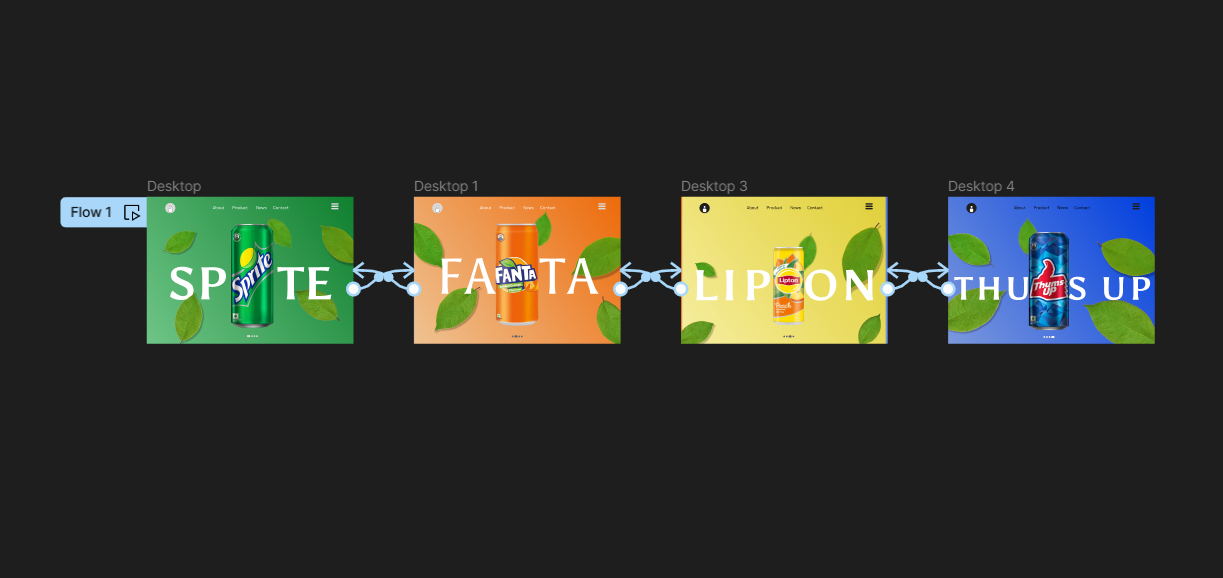 Desktop
Desktop 1
Desktop 3
Desktop 4
Flow 1
About Product News Contact
About Product News Contact
About Product News Contact
About Product News Contact
SP TE
Sprite
FA TA
FANTA
LIP ON
Lipton
Peach
THU S UP
Thums
UP